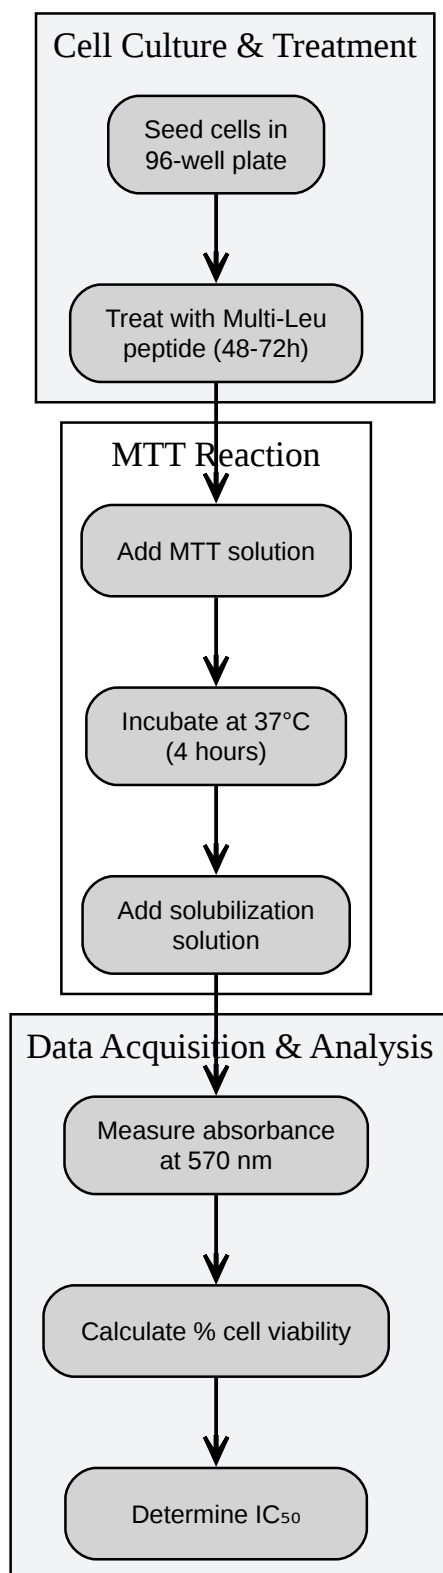 Cell Culture & Treatment
Seed cells in
96-well plate
Treat with Multi-Leu
peptide (48-72h)
MTT Reaction
Add MTT solution
Incubate at 37°C
(4 hours)
Add solubilization
solution
Data Acquisition & Analysis
Measure absorbance
at 570 nm
Calculate % cell viability
Determine IC₅₀